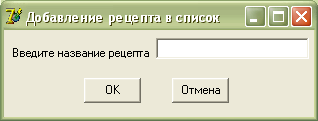 Добавление рецепта в список
Введите название рецепта
OK Отмена